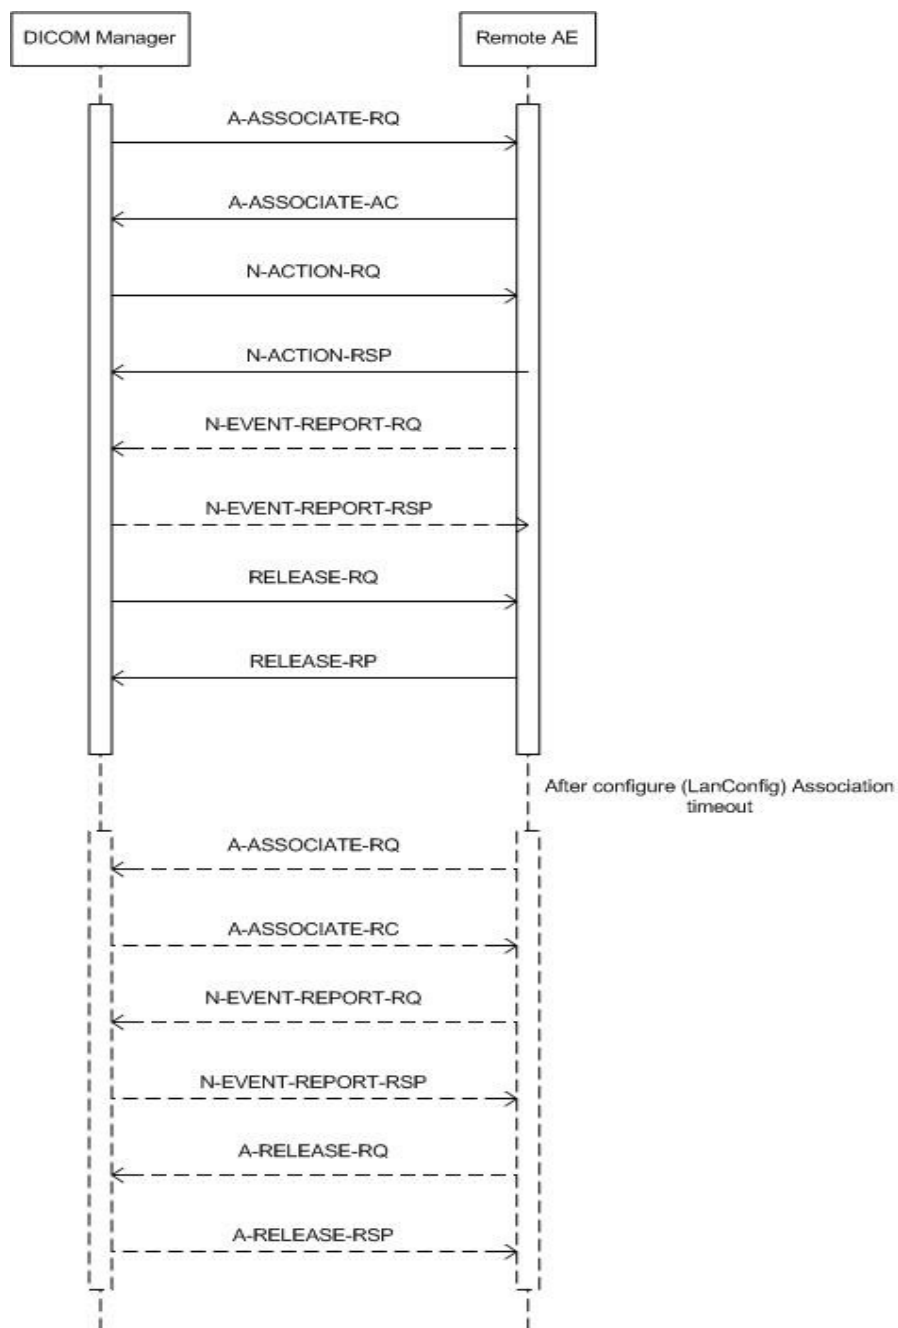 DICOM Manager
Remote AE
A-ASSOCIATE-RQ
A-ASSOCIATE-AC
N-ACTION-RQ
N-ACTION-RSP
N-EVENT-REPORT-RQ
N-EVENT-REPORT-RSP
RELEASE-RQ
RELEASE-RP
After configure (LanConfig) Association
timeout
A-ASSOCIATE-RQ
A-ASSOCIATE-RC
N-EVENT-REPORT-RQ
N-EVENT-REPORT-RSP
A-RELEASE-RQ
A-RELEASE-RSP